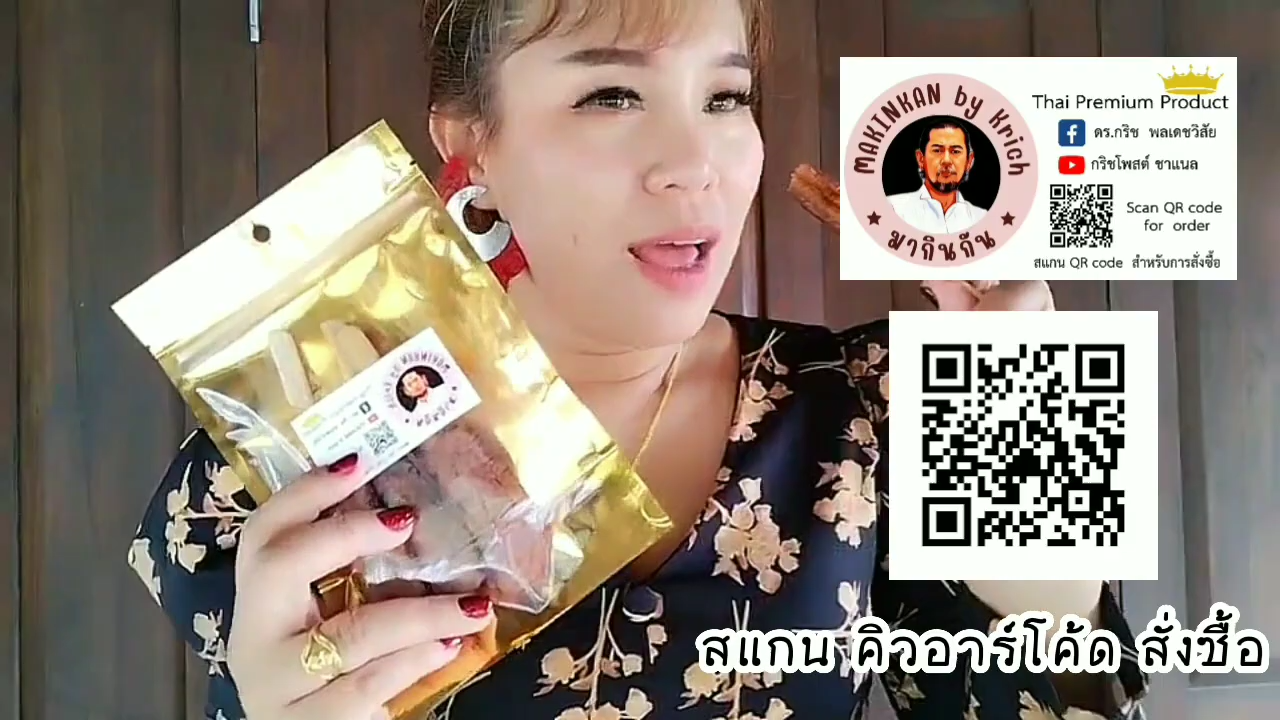 MAKINKAN by Krich
มากินกัน
Thai Premium Product
ดร.กริช พลเดชวิสัย
กริชโพสต์ ชาแนล
Scan QR code
for order
สแกน QR code สำหรับการสั่งซื้อ
สแกน คิวอาร์โค้ด สั่งซื้อ